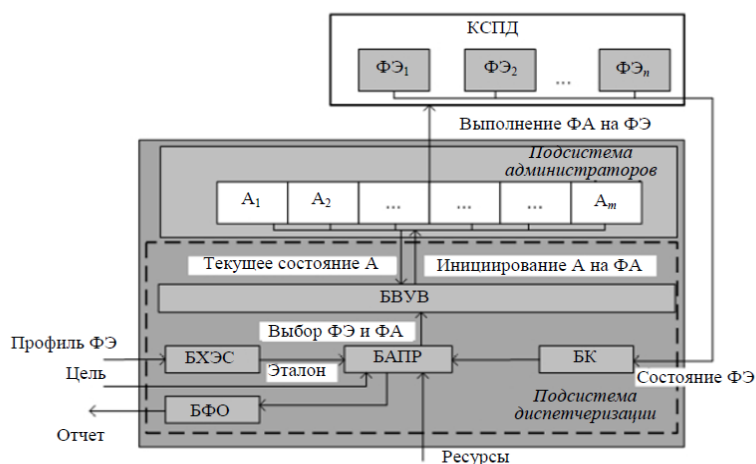 КСПД
ФЭ1 ФЭ2 ... ФЭn
Выполнение ФА на ФЭ
Подсистема
администраторов
А1 А2 ... ... ... Аm
Текущее состояние А
Инициирование А на ФА
БВУВ
Выбор ФЭ и ФА
Профиль ФЭ
БХЭС
БАПР
БК
Эталон
Цель
Состояние ФЭ
БФО
Подсистема
диспетчеризации
Отчет
Ресурсы